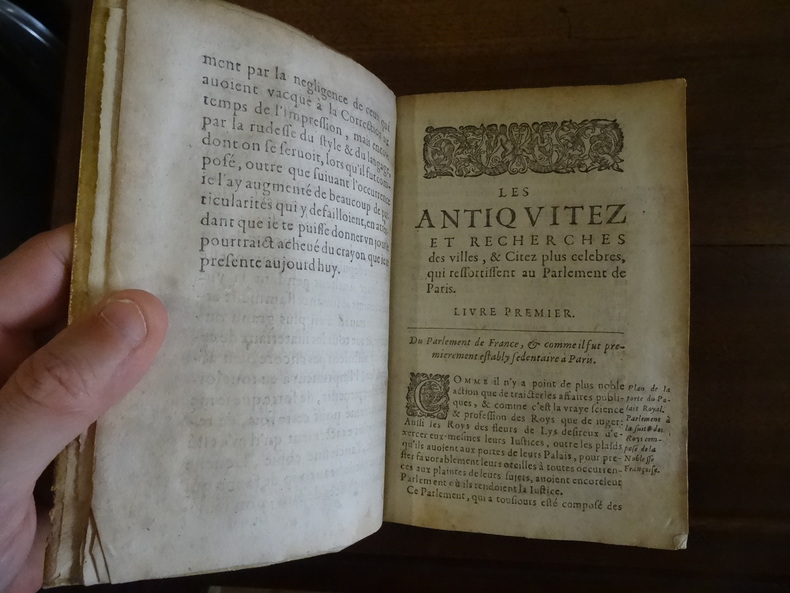 ment par la negligence de ceux qui
auoient vacqué à la Correction au
temps de l'impression, mais encore
par la rudesse du style & du langage
dont on se seruoit, lors qu'il fut com-
posé, outre que suiuant l'occurrence
ie l'ay augmenté de beaucoup de par-
ticularités qui y defailloient, en atten-
dant que ie te puisse donner vn iour le
pourtraict acheué du crayon que ie te
presente aujourd'huy.
LES
ANTIQVITEZ
ET RECHERCHES
des villes, & Citez plus celebres,
qui ressortissent au Parlement de
Paris.
LIVRE PREMIER.
Du Parlement de France, & comme il fut pre-
mierement estably sedentaire à Paris.
COMME il n'y a point de plus noble
action que de traicter les affaires publi-
ques, & comme c'est la vraye science
& profession des Roys que de iuger:
Aussi les Roys des fleurs de Lys desireux d'e-
xercer eux-mesmes leurs Iustices, outre les plaids
qu'ils auoient aux portes de leurs Palais, pour pre-
ster fauorablement leurs oreilles à toutes occurren-
ces aux plaintes de leurs sujets, auoient encore leur
Parlement où ils rendoient la Iustice.
Ce Parlement, qui a tousiours esté composé des
Plan de la
porte du Pa-
lais Royal.
Parlement à
la suite des
Roys com-
posé de la
Noblesse
Françoise.